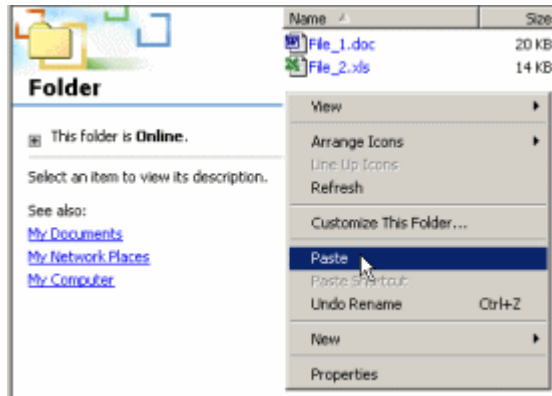 Name Size
File_1.doc 20 KB
File_2.xls 14 KB
Folder
This folder is Online.
Select an item to view its description.
See also:
My Documents
My Network Places
My Computer
View
Arrange Icons
Line Up Icons
Refresh
Customize This Folder...
Paste
Paste Shortcut
Undo Rename Ctrl+Z
New
Properties